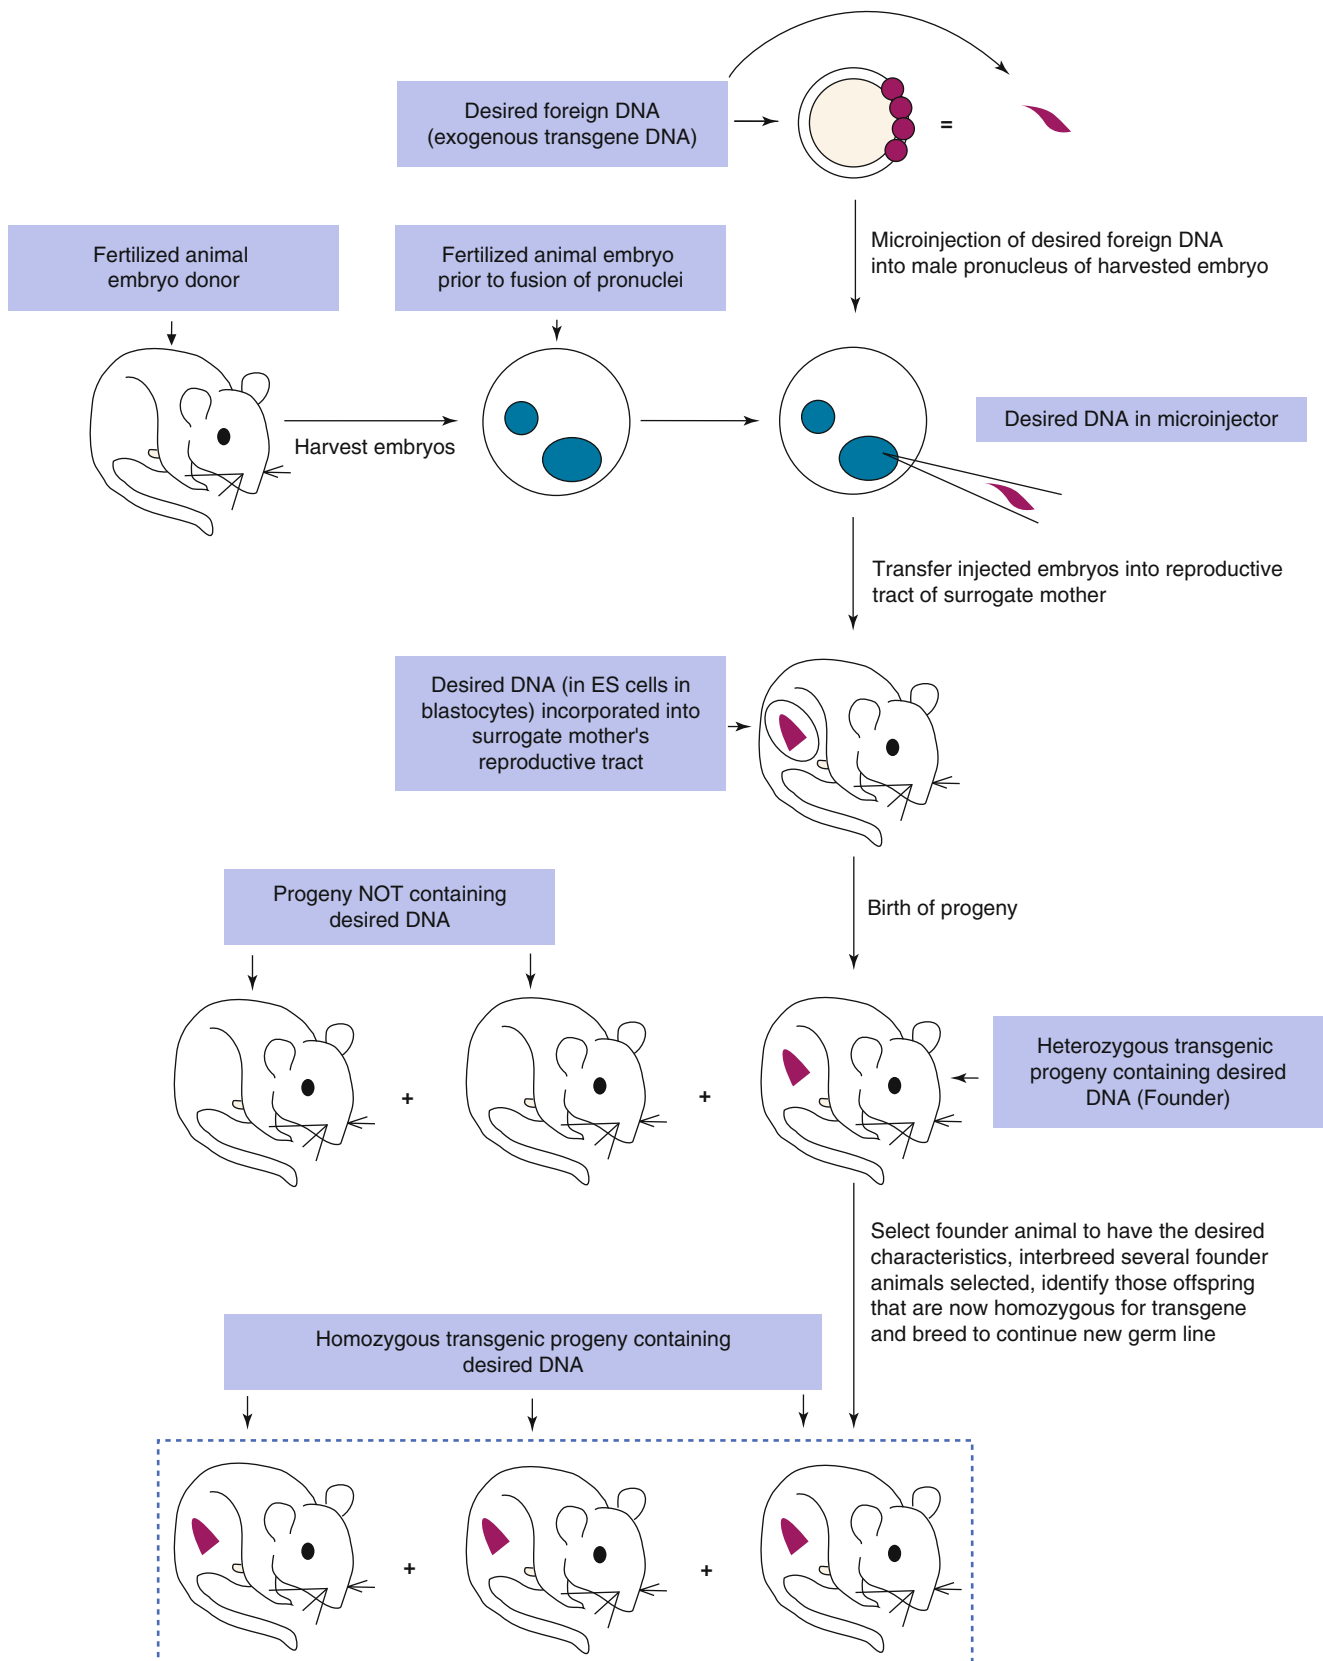 Desired foreign DNA
(exogenous transgene DNA)
=
Microinjection of desired foreign DNA
into male pronucleus of harvested embryo
Fertilized animal
embryo donor
Fertilized animal embryo
prior to fusion of pronuclei
Harvest embryos
Desired DNA in microinjector
Transfer injected embryos into reproductive
tract of surrogate mother
Desired DNA (in ES cells in
blastocytes) incorporated into
surrogate mother's
reproductive tract
Birth of progeny
Progeny NOT containing
desired DNA
+
+
Heterozygous transgenic
progeny containing desired
DNA (Founder)
Select founder animal to have the desired
characteristics, interbreed several founder
animals selected, identify those offspring
that are now homozygous for transgene
and breed to continue new germ line
Homozygous transgenic progeny containing
desired DNA
+
+